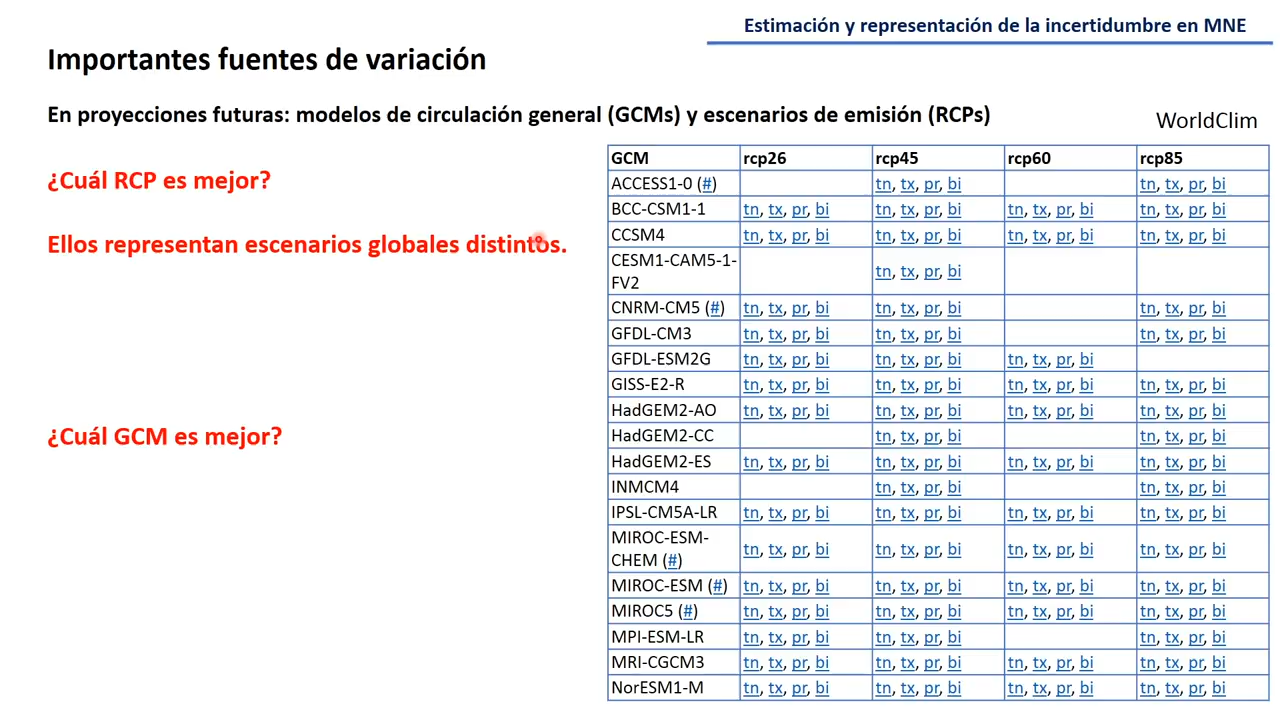 Estimación y representación de la incertidumbre en MNE
Importantes fuentes de variación
En proyecciones futuras: modelos de circulación general (GCMs) y escenarios de emisión (RCPs)
WorldClim
¿Cuál RCP es mejor?
Ellos representan escenarios globales distintos.
¿Cuál GCM es mejor?
GCM rcp26 rcp45 rcp60 rcp85
ACCESS1-0 (#) tn, tx, pr, bi tn, tx, pr, bi
BCC-CSM1-1 tn, tx, pr, bi tn, tx, pr, bi tn, tx, pr, bi tn, tx, pr, bi
CCSM4 tn, tx, pr, bi tn, tx, pr, bi tn, tx, pr, bi tn, tx, pr, bi
CESM1-CAM5-1-
FV2 tn, tx, pr, bi
CNRM-CM5 (#) tn, tx, pr, bi tn, tx, pr, bi tn, tx, pr, bi
GFDL-CM3 tn, tx, pr, bi tn, tx, pr, bi tn, tx, pr, bi
GFDL-ESM2G tn, tx, pr, bi tn, tx, pr, bi tn, tx, pr, bi
GISS-E2-R tn, tx, pr, bi tn, tx, pr, bi tn, tx, pr, bi tn, tx, pr, bi
HadGEM2-AO tn, tx, pr, bi tn, tx, pr, bi tn, tx, pr, bi tn, tx, pr, bi
HadGEM2-CC tn, tx, pr, bi tn, tx, pr, bi
HadGEM2-ES tn, tx, pr, bi tn, tx, pr, bi tn, tx, pr, bi tn, tx, pr, bi
INMCM4 tn, tx, pr, bi tn, tx, pr, bi
IPSL-CM5A-LR tn, tx, pr, bi tn, tx, pr, bi tn, tx, pr, bi tn, tx, pr, bi
MIROC-ESM-
CHEM (#) tn, tx, pr, bi tn, tx, pr, bi tn, tx, pr, bi tn, tx, pr, bi
MIROC-ESM (#) tn, tx, pr, bi tn, tx, pr, bi tn, tx, pr, bi tn, tx, pr, bi
MIROC5 (#) tn, tx, pr, bi tn, tx, pr, bi tn, tx, pr, bi tn, tx, pr, bi
MPI-ESM-LR tn, tx, pr, bi tn, tx, pr, bi tn, tx, pr, bi
MRI-CGCM3 tn, tx, pr, bi tn, tx, pr, bi tn, tx, pr, bi tn, tx, pr, bi
NorESM1-M tn, tx, pr, bi tn, tx, pr, bi tn, tx, pr, bi tn, tx, pr, bi